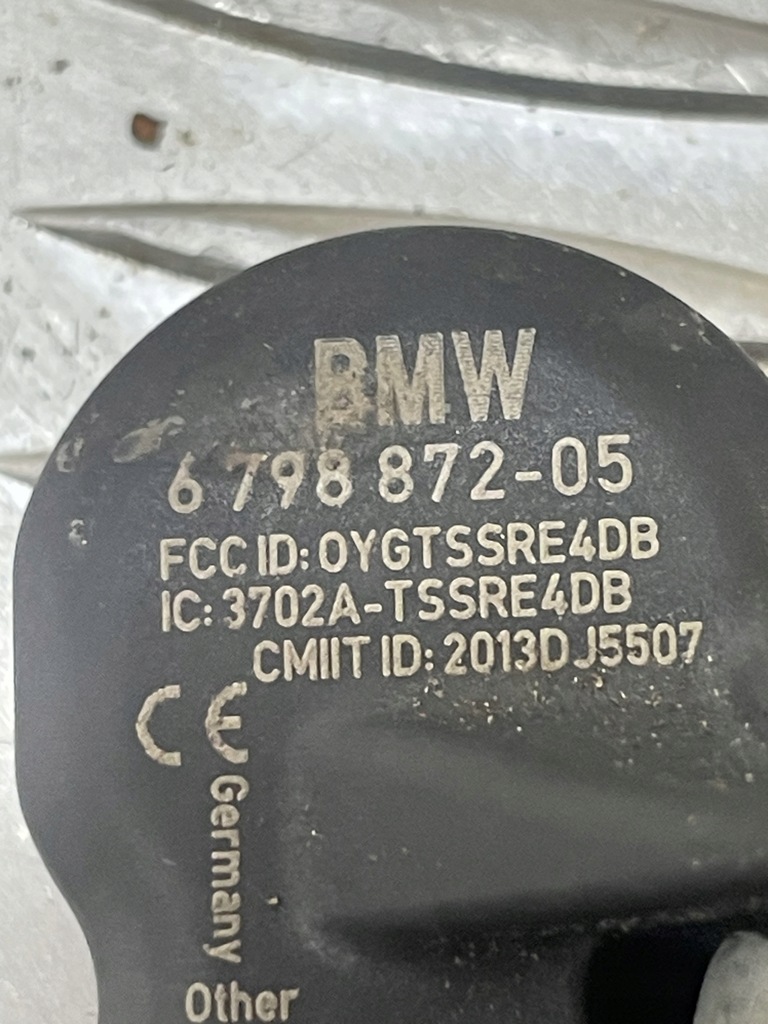 BMW
6 798 872-05
FCC ID: OYGTSSRE4DB
IC: 3702A-TSSRE4DB
CMIIT ID: 2013DJ5507
CE
Germany
Other